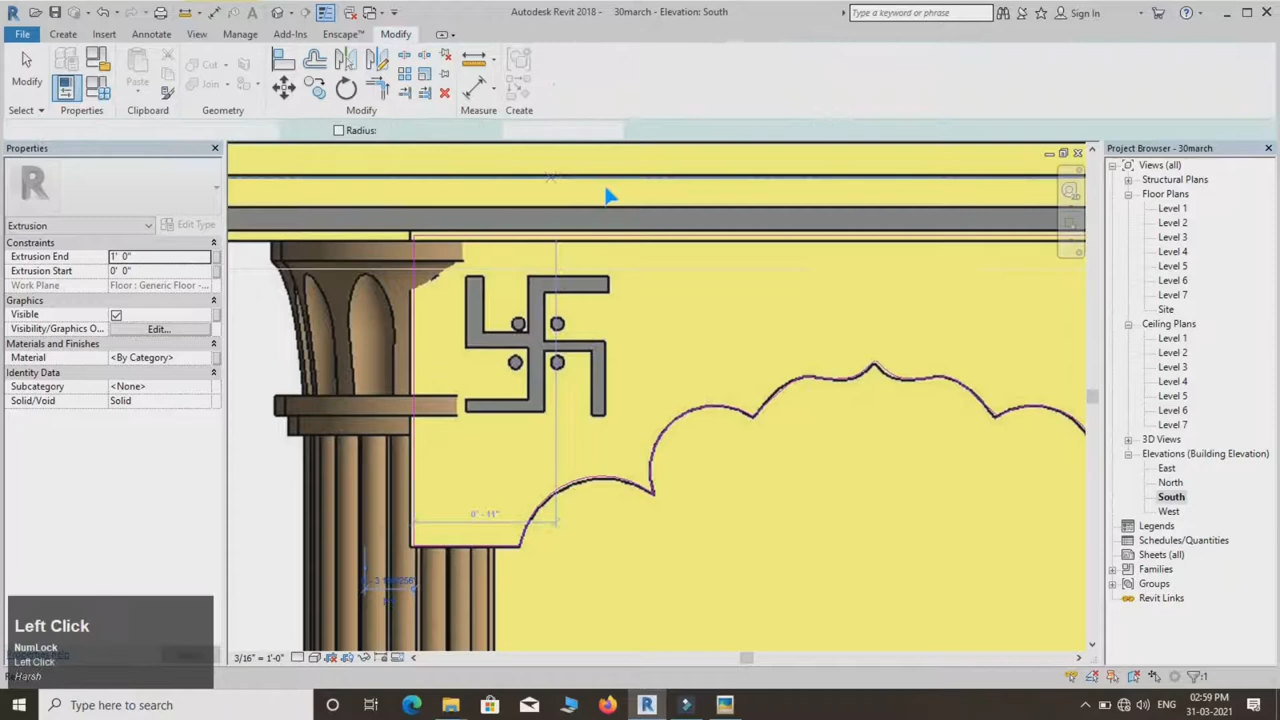 Autodesk Revit 2018 -    30march - Elevation: South
Type a keyword or phrase
Sign In
File Create Insert Annotate View Manage Add-Ins Enscape™ Modify
Modify
Cut
Join
Paste
Select Properties Clipboard Geometry Modify Measure Create
Radius:
Properties
Extrusion
Edit Type
Constraints
Extrusion End 1' 0"
Extrusion Start 0' 0"
Work Plane Floor : Generic Floor -...
Graphics
Visible
Visibility/Graphics O... Edit...
Materials and Finishes
Material <By Category>
Identity Data
Subcategory <None>
Solid/Void Solid
0' - 11"
Left Click
NumLock
Left Click
Harsh
3/16" = 1'-0"
Project Browser - 30march
Views (all)
Structural Plans
Floor Plans
Level 1
Level 2
Level 3
Level 4
Level 5
Level 6
Level 7
Site
Ceiling Plans
Level 1
Level 2
Level 3
Level 4
Level 5
Level 6
Level 7
3D Views
Elevations (Building Elevation)
East
North
South
West
Legends
Schedules/Quantities
Sheets (all)
Families
Groups
Revit Links
:1
Type here to search
ENG
02:59 PM
31-03-2021